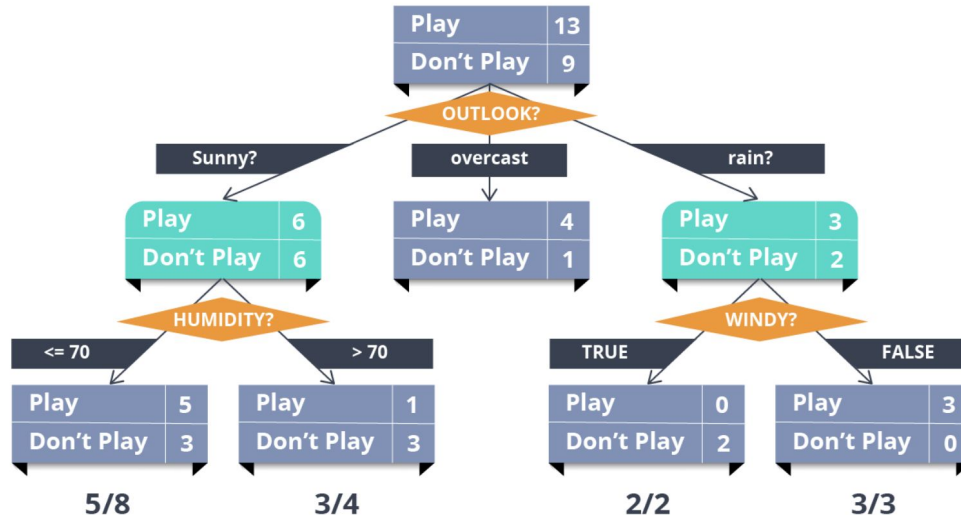 Play 13
Don't Play 9
OUTLOOK?
Sunny? overcast rain?
Play 6 Play 4 Play 3
Don't Play 6 Don't Play 1 Don't Play 2
HUMIDITY? WINDY?
<= 70 > 70 TRUE FALSE
Play 5 Play 1 Play 0 Play 3
Don't Play 3 Don't Play 3 Don't Play 2 Don't Play 0
5/8 3/4 2/2 3/3